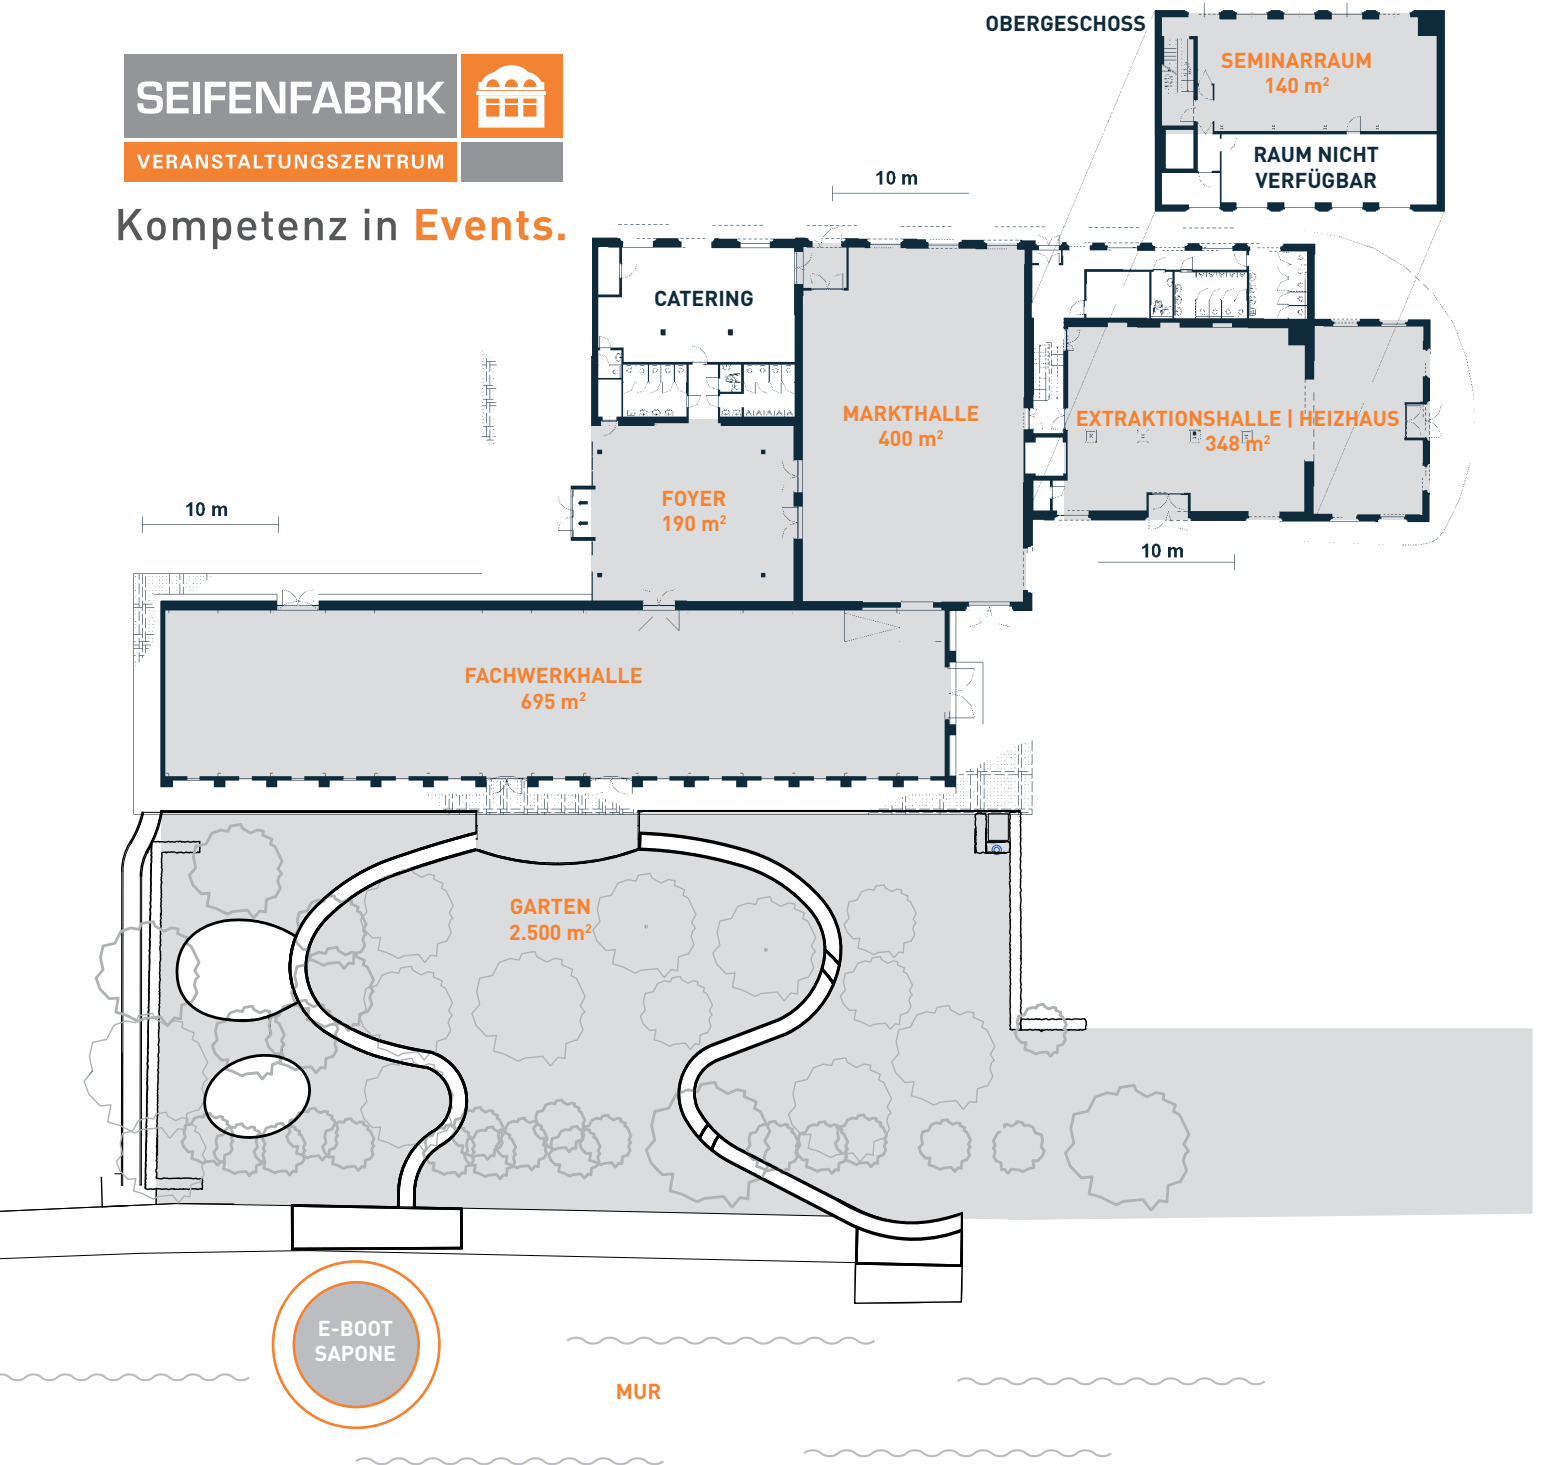 OBERGESCHOSS
SEMINARRAUM
140 m²
RAUM NICHT
VERFÜGBAR
SEIFENFABRIK
VERANSTALTUNGSZENTRUM
Kompetenz in Events.
10 m
CATERING
MARKTHALLE
400 m²
EXTRAKTIONSHALLE | HEIZHAUS
348 m²
FOYER
190 m²
10 m
10 m
FACHWERKHALLE
695 m²
GARTEN
2.500 m²
E-BOOT
SAPONE
MUR